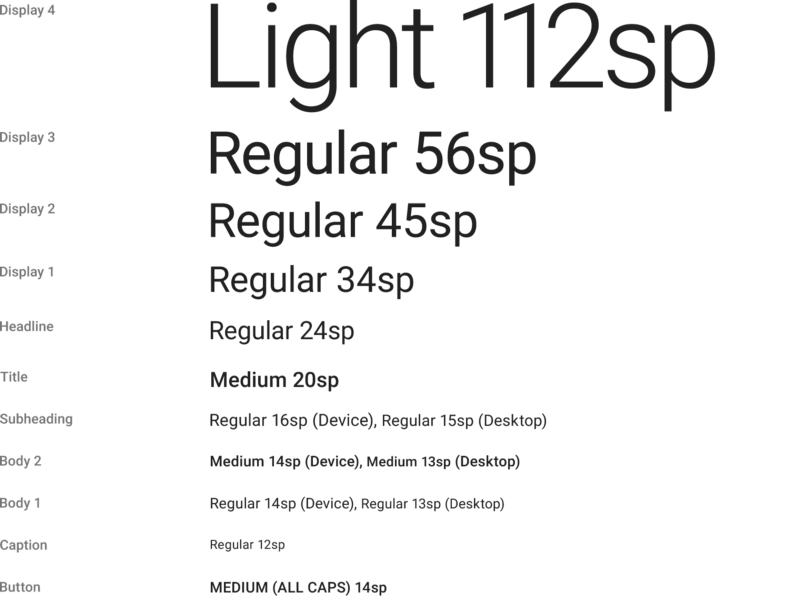 Display 4 Light 112sp
Display 3 Regular 56sp
Display 2 Regular 45sp
Display 1 Regular 34sp
Headline Regular 24sp
Title Medium 20sp
Subheading Regular 16sp (Device), Regular 15sp (Desktop)
Body 2 Medium 14sp (Device), Medium 13sp (Desktop)
Body 1 Regular 14sp (Device), Regular 13sp (Desktop)
Caption Regular 12sp
Button MEDIUM (ALL CAPS) 14sp